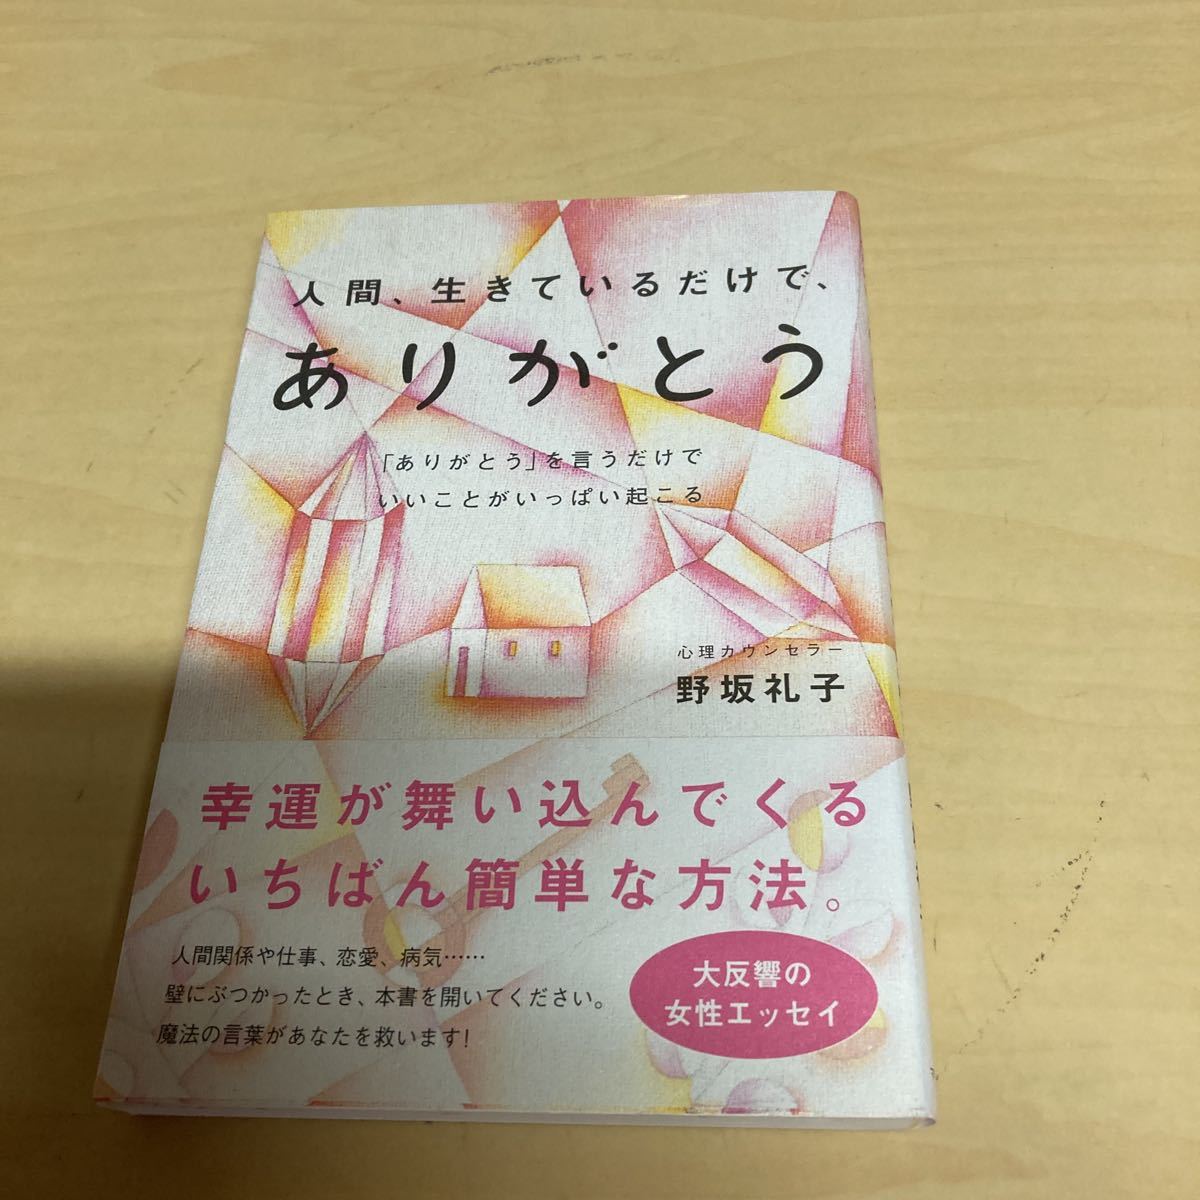 人間、生きているだけで、
ありがとう
「ありがとう」を言うだけで
いいことがいっぱい起こる
心理カウンセラー
野坂礼子
幸運が舞い込んでくる
いちばん簡単な方法。
人間関係や仕事、恋愛、病気……
壁にぶつかったとき、本書を開いてください。
魔法の言葉があなたを救います!
大反響の
女性エッセイ